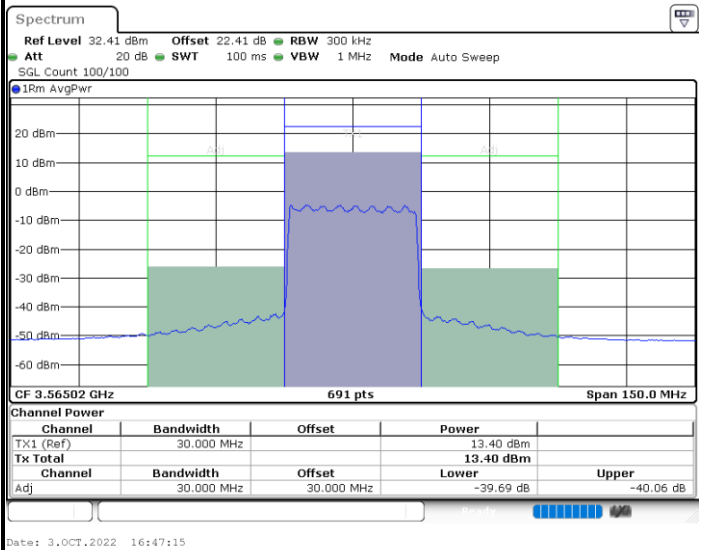 Spectrum
Ref Level 32.41 dBm Offset 22.41 dB RBW 300 kHz
Att 20 dB SWT 100 ms VBW 1 MHz Mode Auto Sweep
SGL Count 100/100
1Rm AvgPwr
20 dBm
Adj
TX1
Adj
10 dBm
0 dBm
-10 dBm
-20 dBm
-30 dBm
-40 dBm
-50 dBm
-60 dBm
CF 3.56502 GHz 691 pts Span 150.0 MHz
Channel Power
Channel Bandwidth Offset Power
TX1 (Ref) 30.000 MHz 13.40 dBm
Tx Total 13.40 dBm
Channel Bandwidth Offset Lower Upper
Adj 30.000 MHz 30.000 MHz -39.69 dB -40.06 dB
Ready
Date: 3.OCT.2022 16:47:15